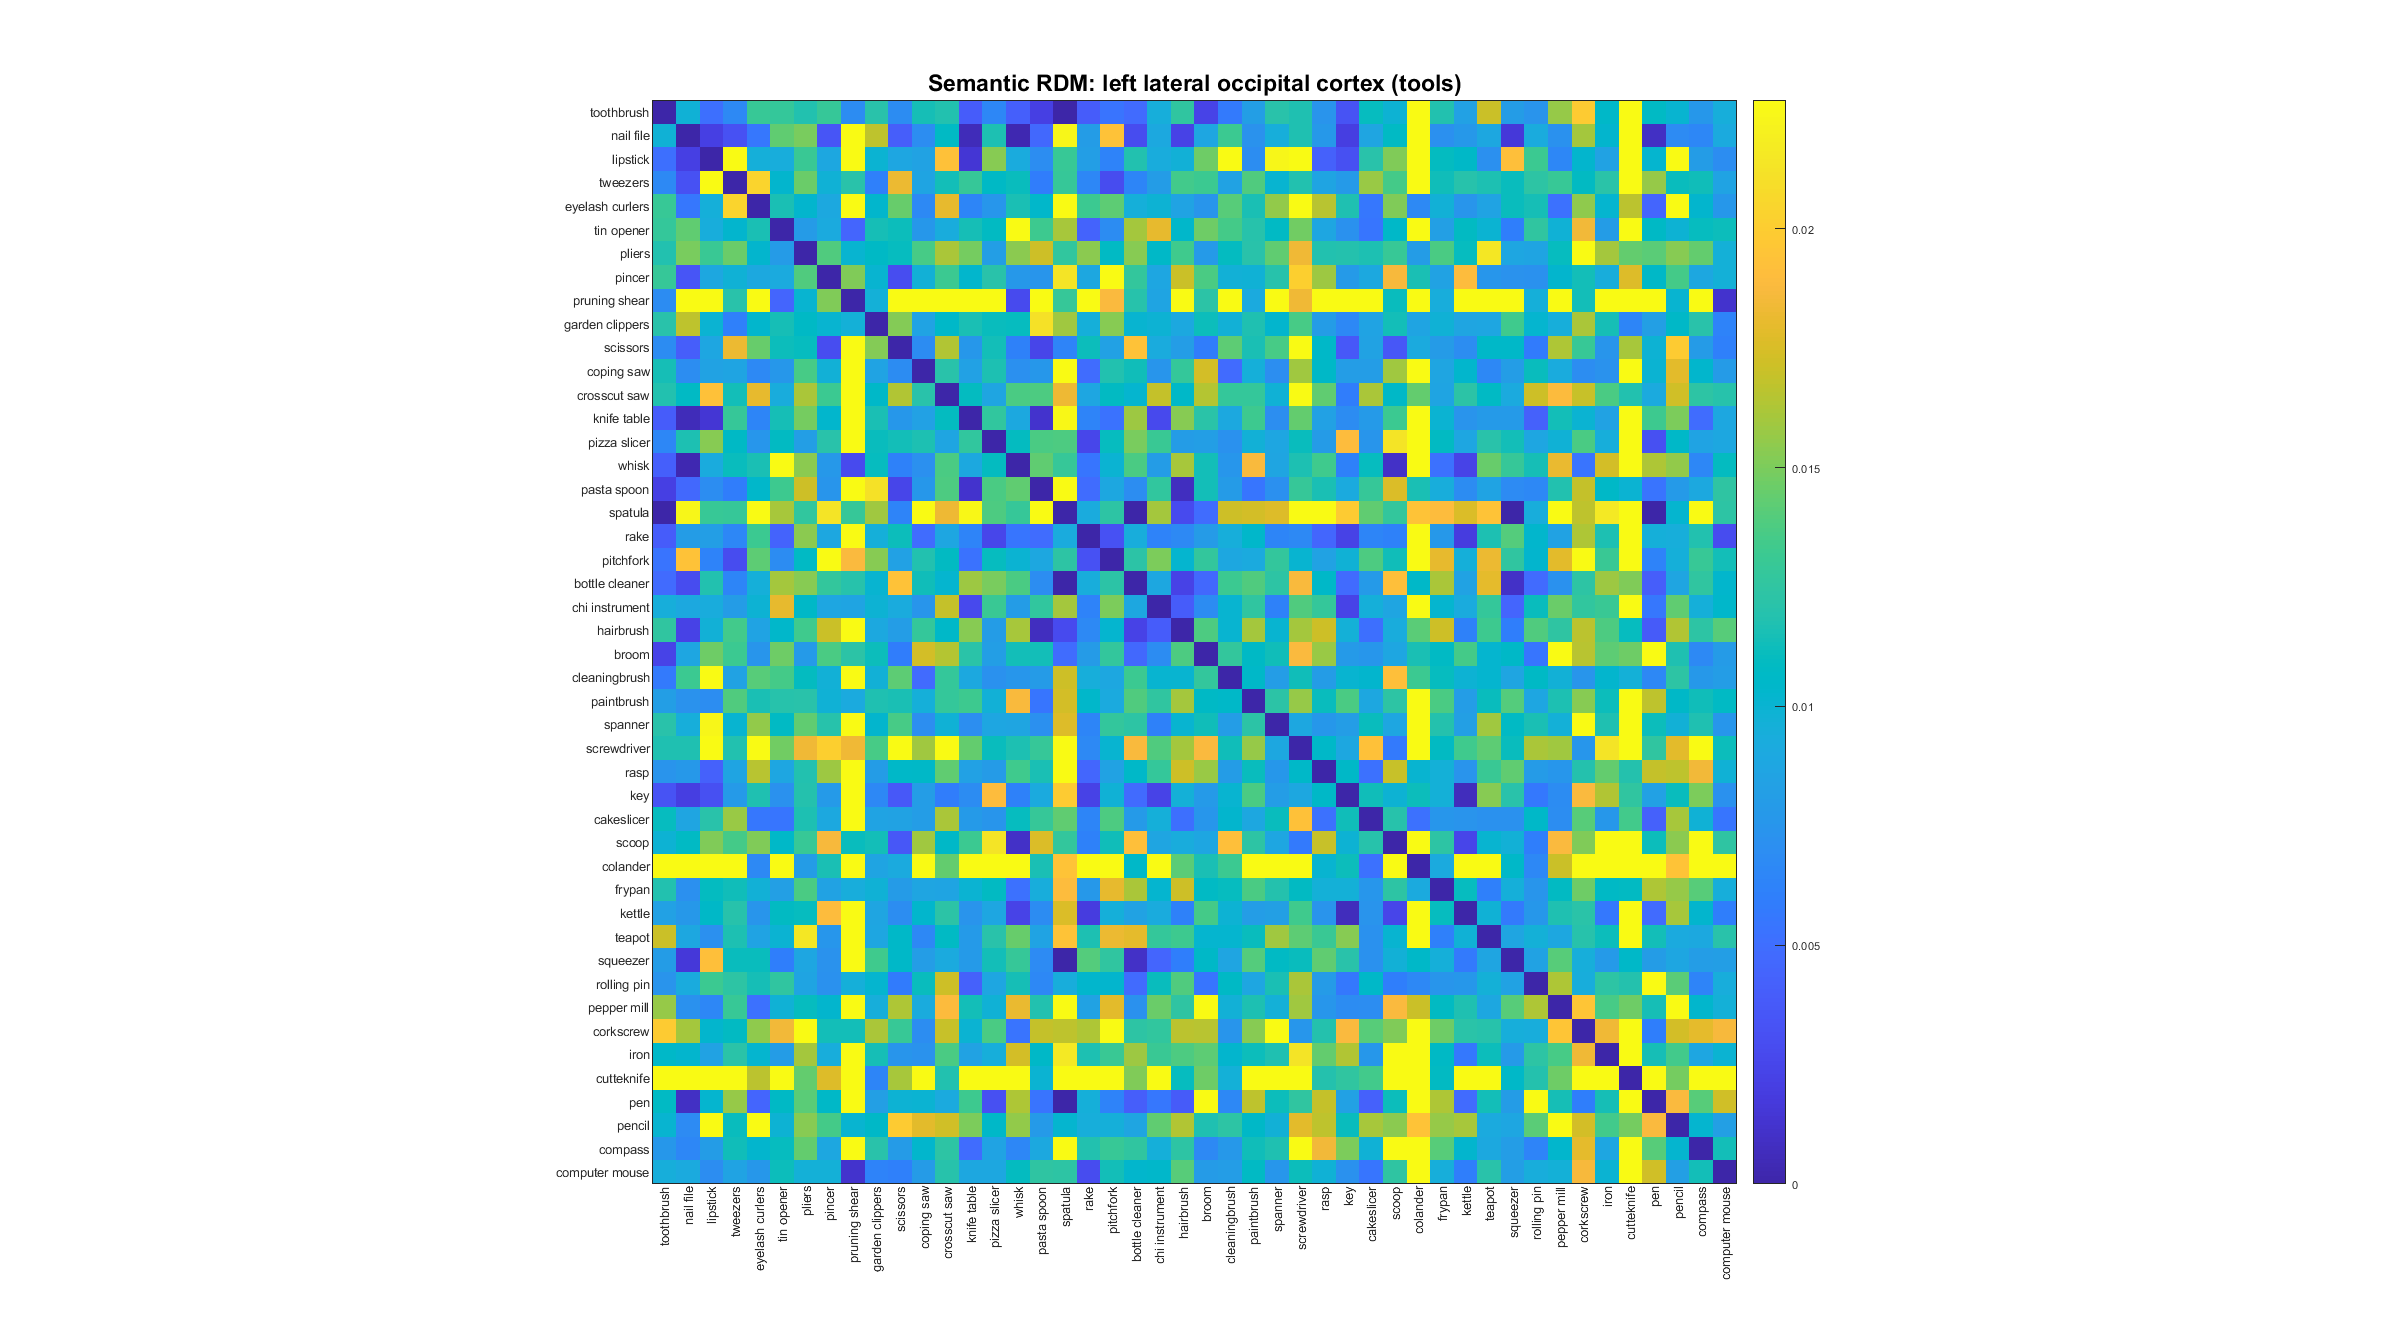 Semantic RDM: left lateral occipital cortex (tools)
toothbrush
nail file
lipstick
tweezers
eyelash curlers
tin opener
pliers
pincer
pruning shear
garden clippers
scissors
coping saw
crosscut saw
knife table
pizza slicer
whisk
pasta spoon
spatula
rake
pitchfork
bottle cleaner
chi instrument
hairbrush
broom
cleaningbrush
paintbrush
spanner
screwdriver
rasp
key
cakeslicer
scoop
colander
frypan
kettle
teapot
squeezer
rolling pin
pepper mill
corkscrew
iron
cutteknife
pen
pencil
compass
computer mouse
toothbrush
nail file
lipstick
tweezers
eyelash curlers
tin opener
pliers
pincer
pruning shear
garden clippers
scissors
coping saw
crosscut saw
knife table
pizza slicer
whisk
pasta spoon
spatula
rake
pitchfork
bottle cleaner
chi instrument
hairbrush
broom
cleaningbrush
paintbrush
spanner
screwdriver
rasp
key
cakeslicer
scoop
colander
frypan
kettle
teapot
squeezer
rolling pin
pepper mill
corkscrew
iron
cutteknife
pen
pencil
compass
computer mouse
0.02
0.015
0.01
0.005
0